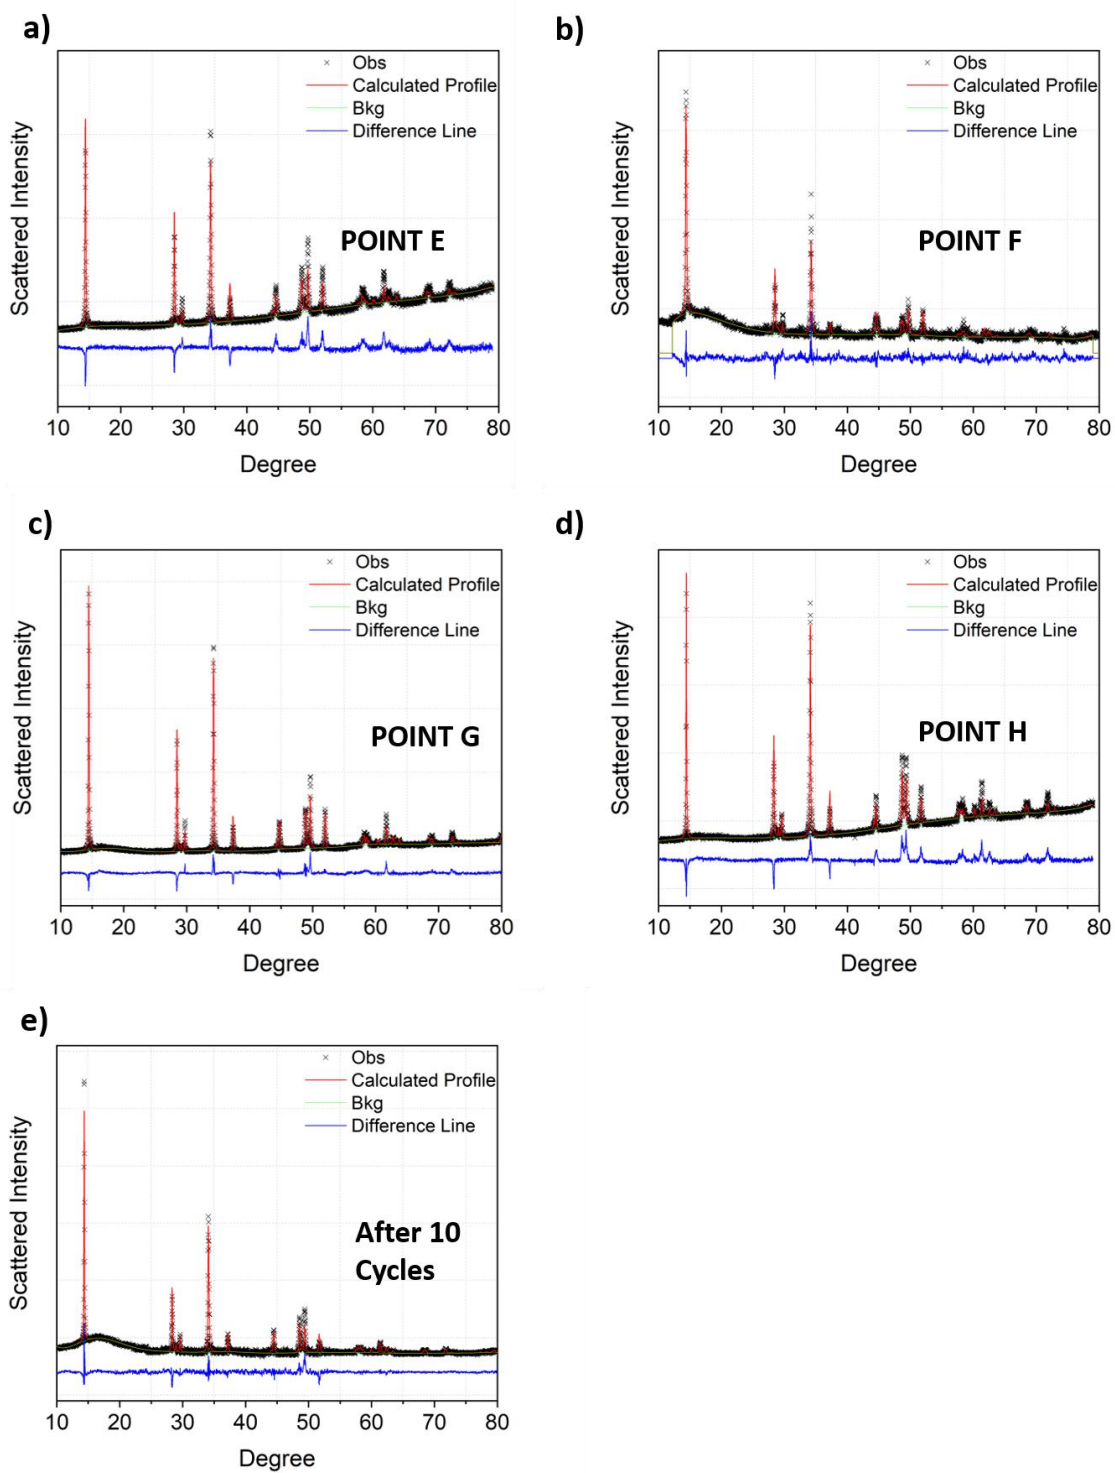 a)
Obs
Calculated Profile
Bkg
Difference Line
POINT E
Scattered Intensity
10 20 30 40 50 60 70 80
Degree
b)
Obs
Calculated Profile
Bkg
Difference Line
POINT F
Scattered Intensity
10 20 30 40 50 60 70 80
Degree
c)
Obs
Calculated Profile
Bkg
Difference Line
POINT G
Scattered Intensity
10 20 30 40 50 60 70 80
Degree
d)
Obs
Calculated Profile
Bkg
Difference Line
POINT H
Scattered Intensity
10 20 30 40 50 60 70 80
Degree
e)
Obs
Calculated Profile
Bkg
Difference Line
After 10
Cycles
Scattered Intensity
10 20 30 40 50 60 70 80
Degree